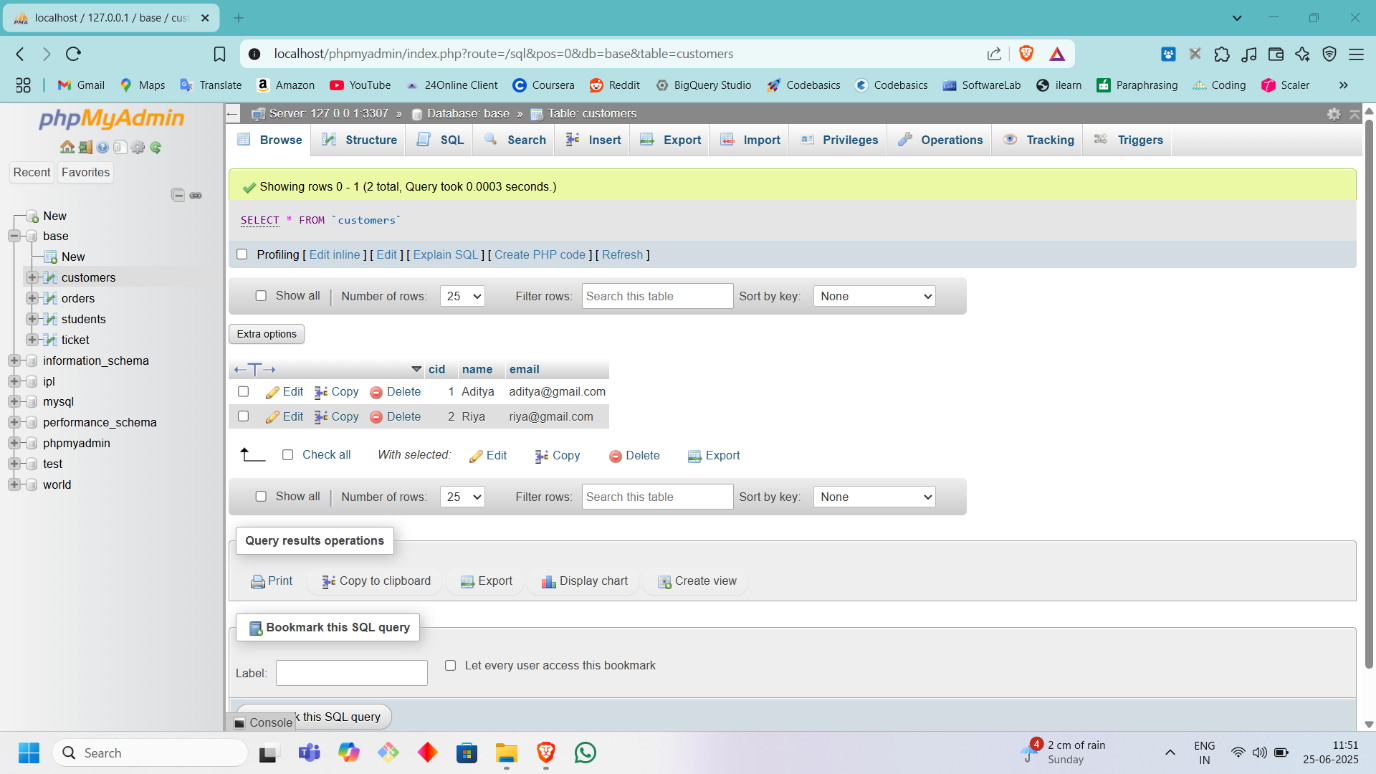 localhost / 127.0.0.1 / base / cust
localhost/phpmyadmin/index.php?route=/sql&pos=0&db=base&table=customers
Gmail Maps Translate Amazon YouTube 24Online Client Coursera Reddit BigQuery Studio Codebasics Codebasics SoftwareLab ilearn Paraphrasing Coding Scaler »
phpMyAdmin
Recent Favorites
New
base
New
customers
orders
students
ticket
information_schema
ipl
mysql
performance_schema
phpmyadmin
test
world
Server: 127.0.0.1:3307 » Database: base » Table: customers
Browse Structure SQL Search Insert Export Import Privileges Operations Tracking Triggers
Showing rows 0 - 1 (2 total, Query took 0.0003 seconds.)
SELECT * FROM `customers`
Profiling [ Edit inline ] [ Edit ] [ Explain SQL ] [ Create PHP code ] [ Refresh ]
Show all Number of rows: 25 Filter rows: Search this table Sort by key: None
Extra options
←T→ cid name email
Edit Copy Delete 1 Aditya aditya@gmail.com
Edit Copy Delete 2 Riya riya@gmail.com
Check all With selected: Edit Copy Delete Export
Show all Number of rows: 25 Filter rows: Search this table Sort by key: None
Query results operations
Print Copy to clipboard Export Display chart Create view
Bookmark this SQL query
Label: Let every user access this bookmark
Console
k this SQL query
Search
4
2 cm of rain
Sunday
ENG
IN
11:51
25-06-2025